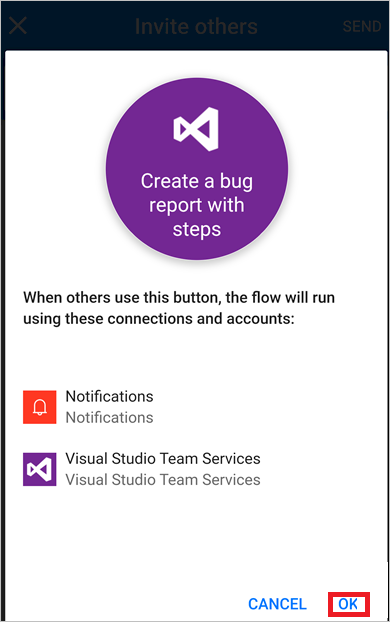 Invite others
SEND
Create a bug
report with
steps
When others use this button, the flow will run
using these connections and accounts:
Notifications
Notifications
Visual Studio Team Services
Visual Studio Team Services
CANCEL
OK